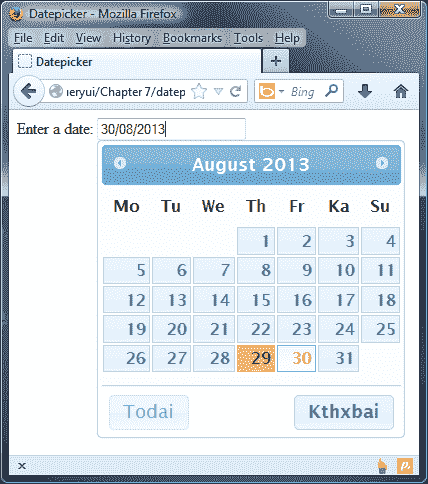 Datepicker - Mozilla Firefox
File Edit View History Bookmarks Tools Help
Datepicker
neryui/Chapter 7/datep Bing
Enter a date: 30/08/2013
August 2013
Mo Tu We Th Fr Ka Su
1 2 3 4
5 6 7 8 9 10 11
12 13 14 15 16 17 18
19 20 21 22 23 24 25
26 27 28 29 30 31
Todai Kthxbai